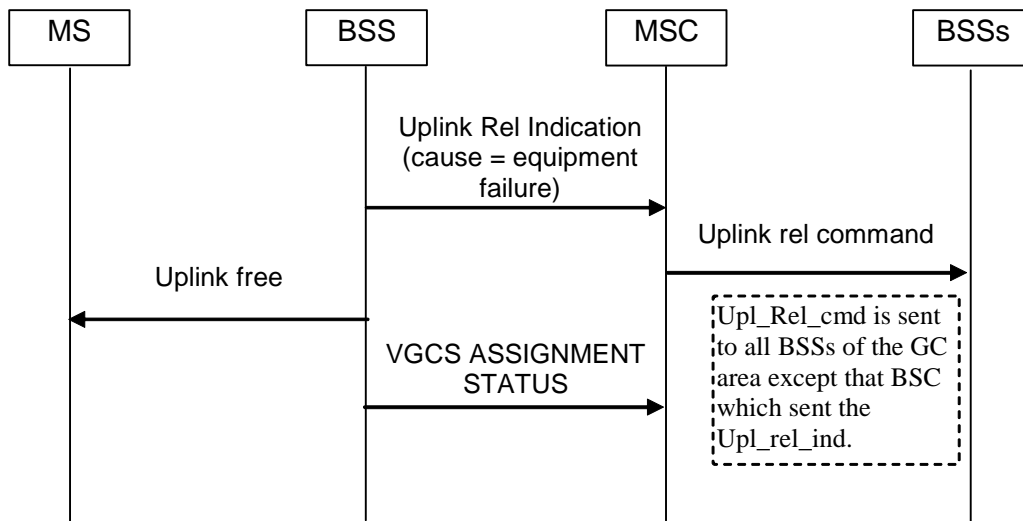 MS
BSS
MSC
BSSs
Uplink Rel Indication
(cause = equipment
failure)
Uplink rel command
Uplink free
Upl_Rel_cmd is sent
to all BSSs of the GC
area except that BSC
which sent the
Upl_rel_ind.
VGCS ASSIGNMENT
STATUS